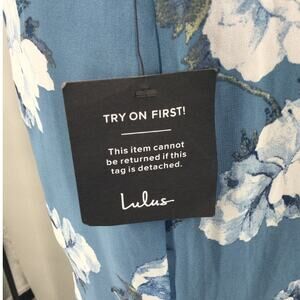 TRY ON FIRST!
This item cannot
be returned if this
tag is detached.
Lulus